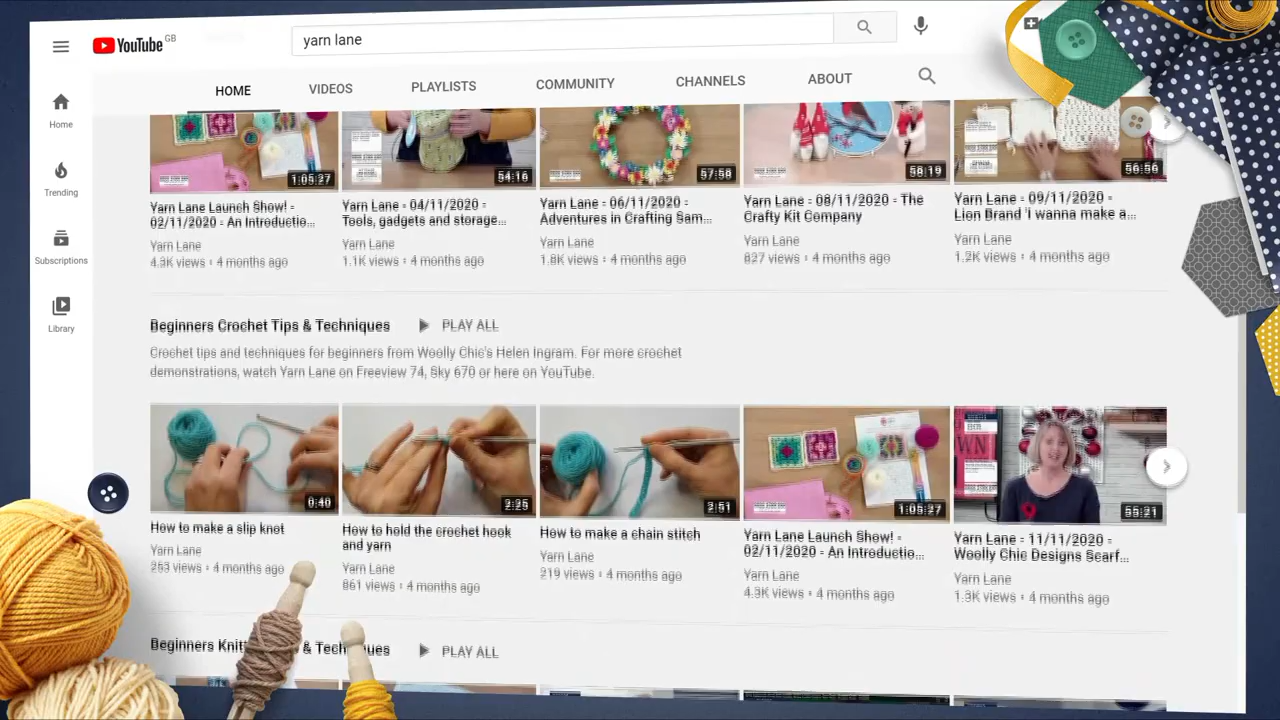 YouTube GB
yarn lane
HOME VIDEOS PLAYLISTS COMMUNITY CHANNELS ABOUT
Home
Trending
Subscriptions
Library
1:05:27 54:16 57:58 58:19 56:56
Yarn Lane Launch Show! -
02/11/2020 - An Introductio...
Yarn Lane
4.3K views • 4 months ago
Yarn Lane - 04/11/2020 -
Tools, gadgets and storage...
Yarn Lane
1.1K views • 4 months ago
Yarn Lane - 06/11/2020 -
Adventures in Crafting Sam...
Yarn Lane
1.8K views • 4 months ago
Yarn Lane - 08/11/2020 - The
Crafty Kit Company
Yarn Lane
827 views • 4 months ago
Yarn Lane - 09/11/2020 -
Lion Brand 'I wanna make a...
Yarn Lane
1.2K views • 4 months ago
Beginners Crochet Tips & Techniques PLAY ALL
Crochet tips and techniques for beginners from Woolly Chic's Helen Ingram. For more crochet
demonstrations, watch Yarn Lane on Freeview 74, Sky 670 or here on YouTube.
0:40 2:25 2:51 1:05:27 55:21
How to make a slip knot
Yarn Lane
253 views • 4 months ago
How to hold the crochet hook
and yarn
Yarn Lane
861 views • 4 months ago
How to make a chain stitch
Yarn Lane
219 views • 4 months ago
Yarn Lane Launch Show! -
02/11/2020 - An Introductio...
Yarn Lane
4.3K views • 4 months ago
Yarn Lane - 11/11/2020 -
Woolly Chic Designs Scarf...
Yarn Lane
1.3K views • 4 months ago
Beginners PLAY ALL